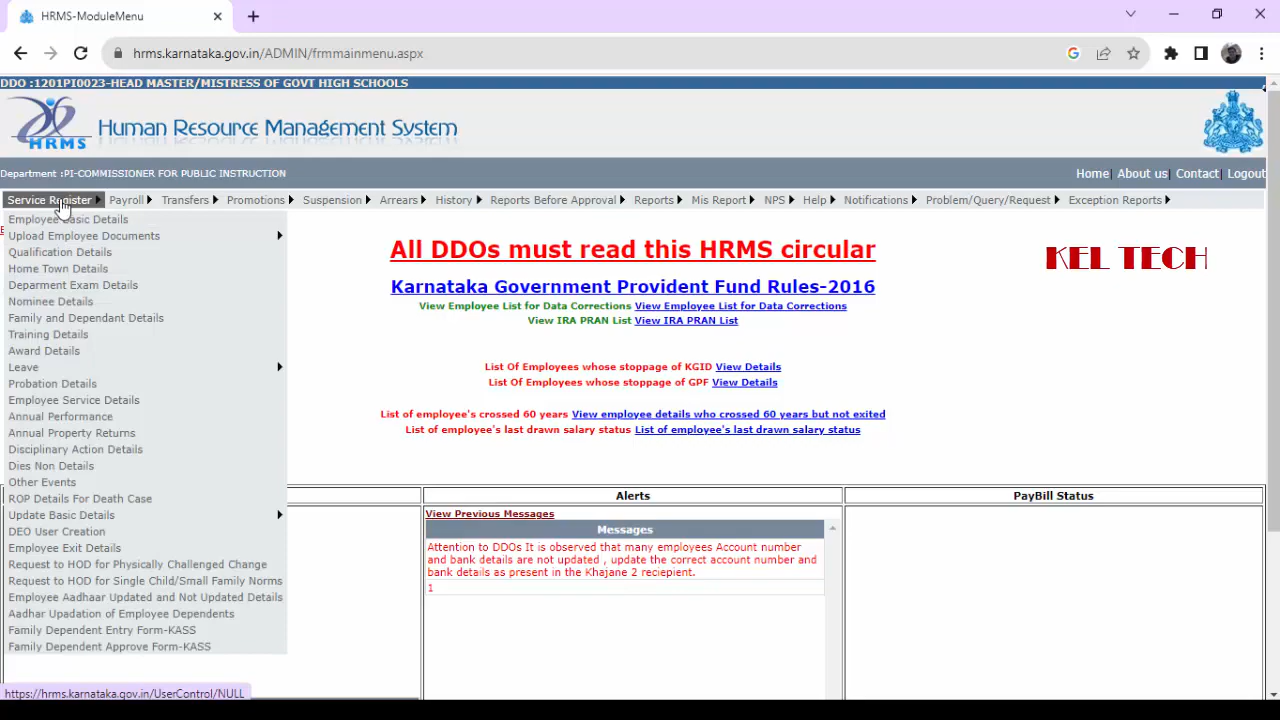 HRMS-ModuleMenu
hrms.karnataka.gov.in/ADMIN/frmmainmenu.aspx
DDO :1201PI0023-HEAD MASTER/MISTRESS OF GOVT HIGH SCHOOLS
HRMS
Human Resource Management System
Department :PI-COMMISSIONER FOR PUBLIC INSTRUCTION
Home| About us| Contact| Logout
Service Register Payroll Transfers Promotions Suspension Arrears History Reports Before Approval Reports Mis Report NPS Help Notifications Problem/Query/Request Exception Reports
Employee Basic Details
Upload Employee Documents
Qualification Details
Home Town Details
Department Exam Details
Nominee Details
Family and Dependant Details
Training Details
Award Details
Leave
Probation Details
Employee Service Details
Annual Performance
Annual Property Returns
Disciplinary Action Details
Dies Non Details
Other Events
ROP Details For Death Case
Update Basic Details
DEO User Creation
Employee Exit Details
Request to HOD for Physically Challenged Change
Request to HOD for Single Child/Small Family Norms
Employee Aadhaar Updated and Not Updated Details
Aadhar Upadation of Employee Dependents
Family Dependent Entry Form-KASS
Family Dependent Approve Form-KASS
All DDOs must read this HRMS circular
KEL TECH
Karnataka Government Provident Fund Rules-2016
View Employee List for Data Corrections View Employee List for Data Corrections
View IRA PRAN List View IRA PRAN List
List Of Employees whose stoppage of KGID View Details
List Of Employees whose stoppage of GPF View Details
List of employee's crossed 60 years View employee details who crossed 60 years but not exited
List of employee's last drawn salary status List of employee's last drawn salary status
Alerts
PayBill Status
View Previous Messages
Messages
Attention to DDOs It is observed that many employees Account number
and bank details are not updated , update the correct account number and
bank details as present in the Khajane 2 reciepient.
1
https://hrms.karnataka.gov.in/UserControl/NULL